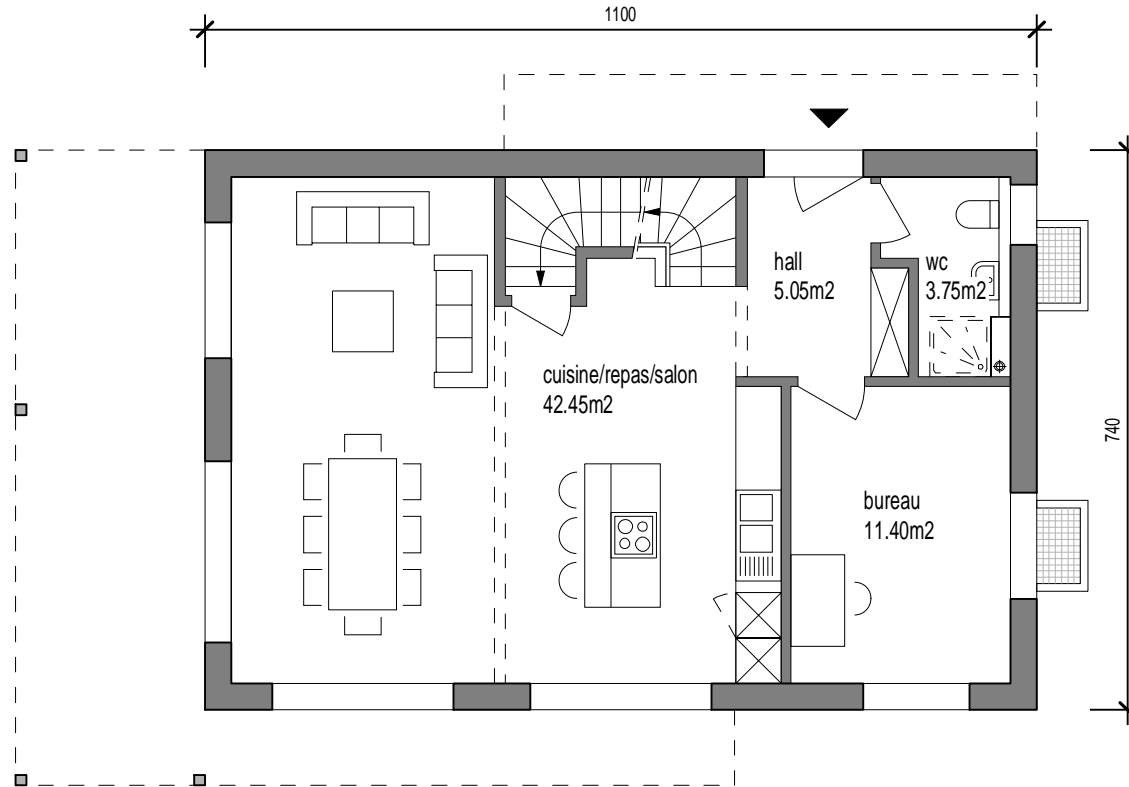 1100
hall
5.05m2
wc
3.75m2
cuisine/repas/salon
42.45m2
740
bureau
11.40m2